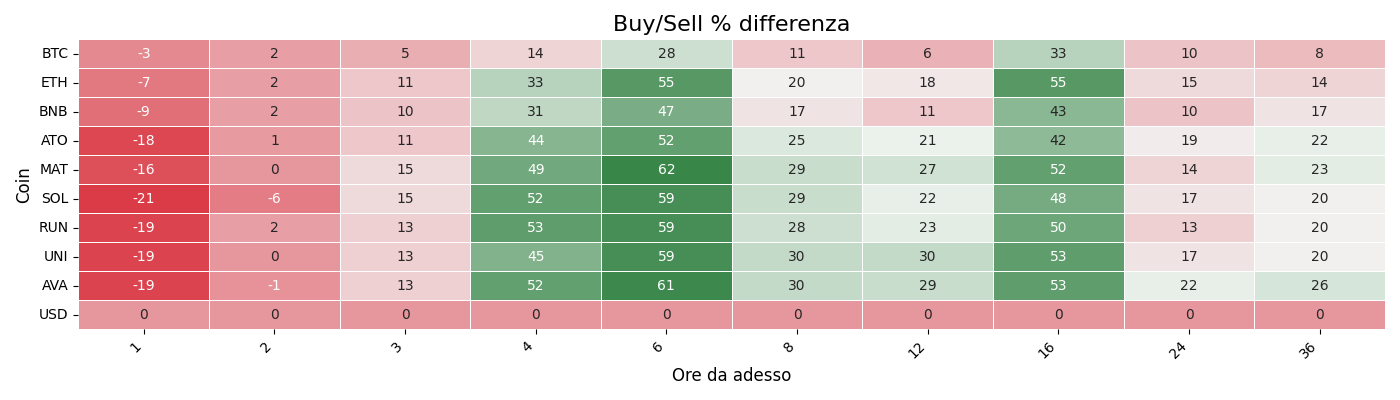 Buy/Sell % differenza
BTC -3 2 5 14 28 11 6 33 10 8
ETH -7 2 11 33 55 20 18 55 15 14
BNB -9 2 10 31 47 17 11 43 10 17
ATO -18 1 11 44 52 25 21 42 19 22
MAT -16 0 15 49 62 29 27 52 14 23
SOL -21 -6 15 52 59 29 22 48 17 20
RUN -19 2 13 53 59 28 23 50 13 20
UNI -19 0 13 45 59 30 30 53 17 20
AVA -19 -1 13 52 61 30 29 53 22 26
USD 0 0 0 0 0 0 0 0 0 0
Coin
1 2 3 4 6 8 12 16 24 36
Ore da adesso